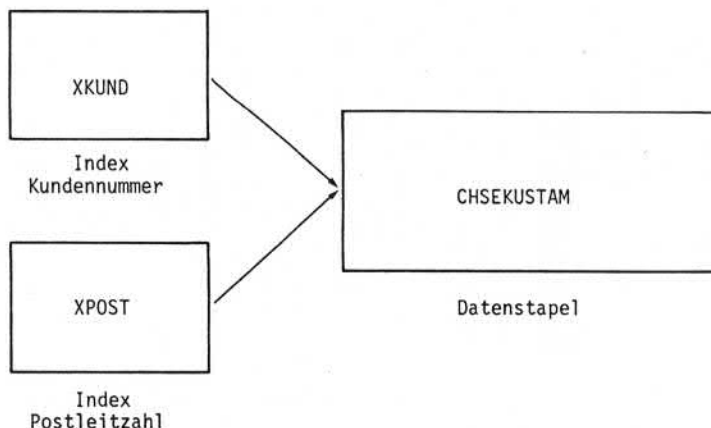 XKUND
Index
Kundennummer
CHSEKUSTAM
Datenstapel
XPOST
Index
Postleitzahl